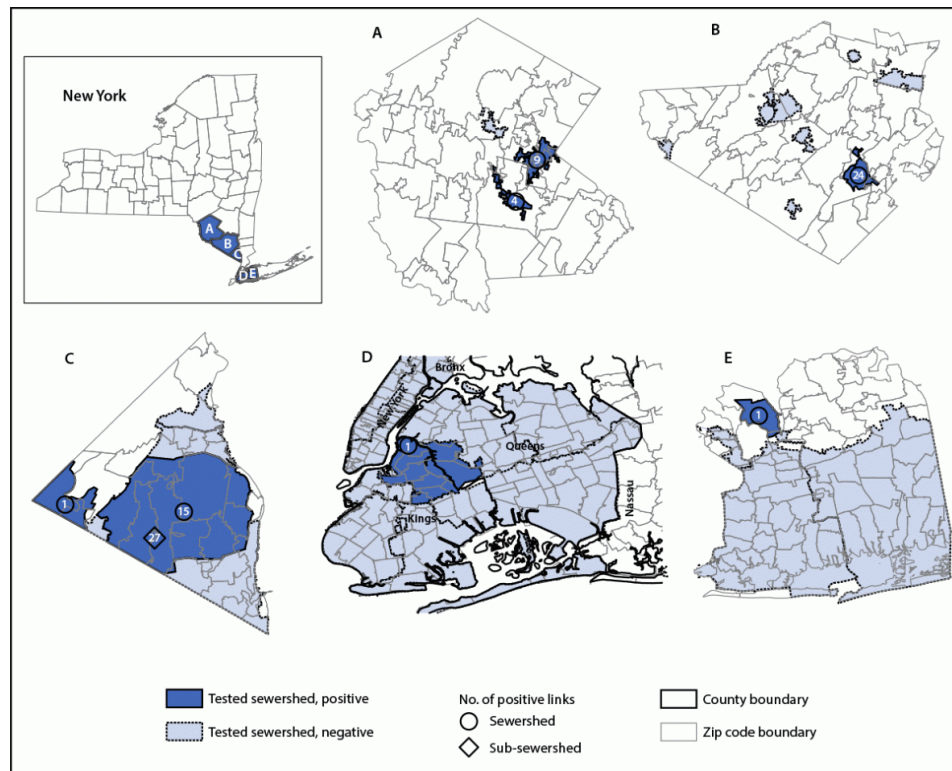 New York
A
B
C
D E
A
9
4
B
24
C
1
15
27
D
Bronx
New York
1
Queens
Kings
Nassau
E
1
Tested sewershed, positive
Tested sewershed, negative
No. of positive links
Sewershed
Sub-sewershed
County boundary
Zip code boundary